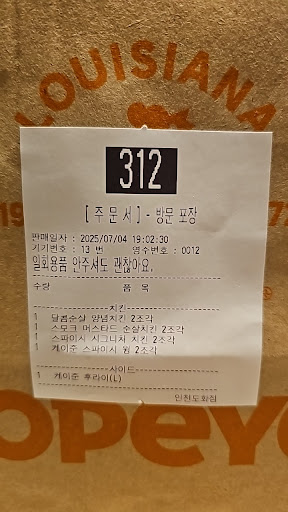 LOUISIANA
19
72
312
[ 주 문 서 ] - 방문 포장
판매일자 : 2025/07/04 19:02:30
기기번호 : 13 번 영수번호 : 0012
일회용품 안주셔도 괜찮아요.
수량 품 목
치킨
1 달콤순살 양념치킨 2조각
1 스모크 머스타드 순살치킨 2조각
1 스파이시 시그니처 치킨 2조각
1 케이준 스파이시 윙 2조각
사이드
1 케이준 후라이(L)
인천도화점
OPEYE